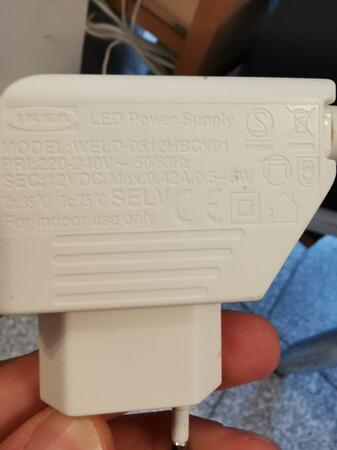 IKEA
LED Power Supply
MODEL:WELD-0512HBCV01
PRI:220-240V~ 50/60Hz
SEC:12VDC.Max.0,42A,0.5-5W
Ta:35°C Tc:75°C SELV CE
For indoor use only